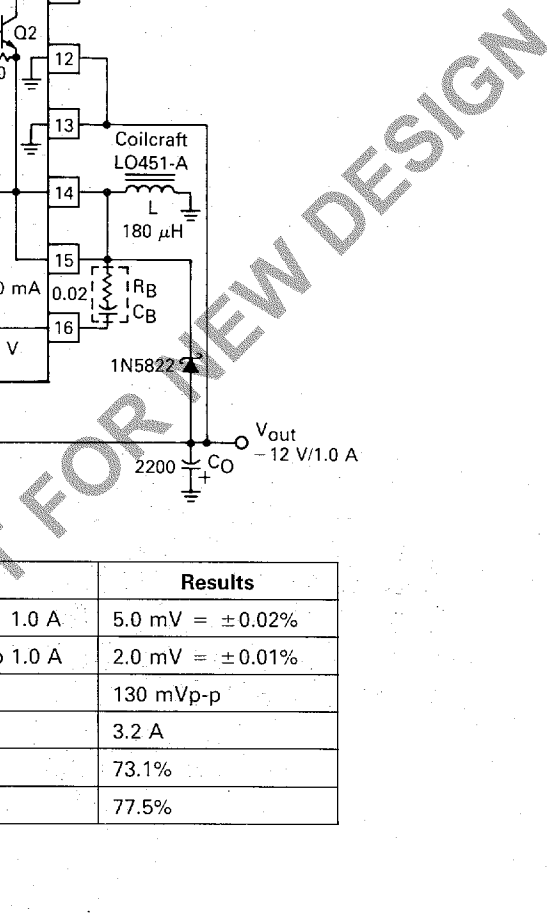 Q2
0
12
13
Coilcraft
LO451-A
14
L
180 μH
15
0 mA
0.02
RB
CB
16
V
1N5822
Vout
−12 V/1.0 A
2200
CO
+
T FOR NEW DESIGN
Results
1.0 A
5.0 mV = ±0.02%
o 1.0 A
2.0 mV = ±0.01%
130 mVp-p
3.2 A
73.1%
77.5%